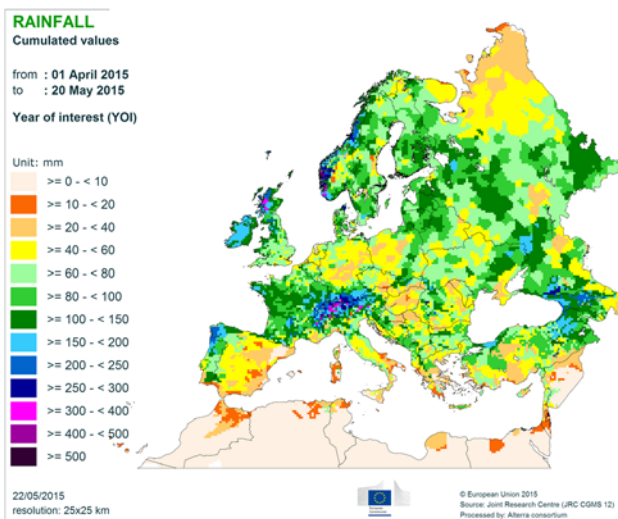 RAINFALL
Cumulated values
from : 01 April 2015
to : 20 May 2015
Year of interest (YOI)
Unit: mm
>= 0 - < 10
>= 10 - < 20
>= 20 - < 40
>= 40 - < 60
>= 60 - < 80
>= 80 - < 100
>= 100 - < 150
>= 150 - < 200
>= 200 - < 250
>= 250 - < 300
>= 300 - < 400
>= 400 - < 500
>= 500
22/05/2015
resolution: 25x25 km
© European Union 2015
Source: Joint Research Centre (JRC CGMS 12)
Processed by: Alterra consortium